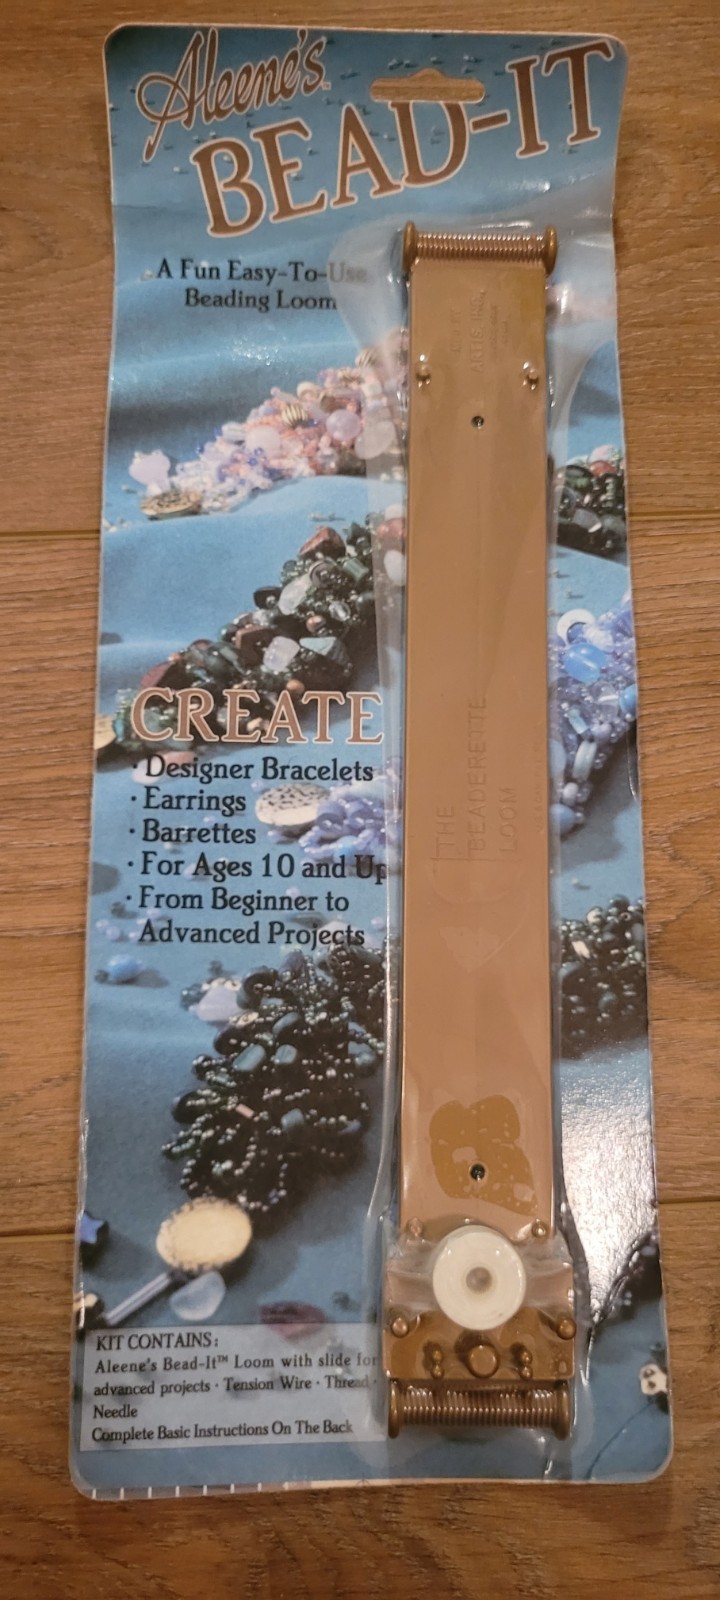 Aleene's™
BEAD-IT
A Fun Easy-To-Use
Beading Loom
CREATE
· Designer Bracelets
· Earrings
· Barrettes
· For Ages 10 and Up
· From Beginner to
Advanced Projects
THE
BEADERETTE
LOOM
KIT CONTAINS:
Aleene's Bead-It™ Loom with slide for
advanced projects · Tension Wire · Thread ·
Needle
Complete Basic Instructions On The Back